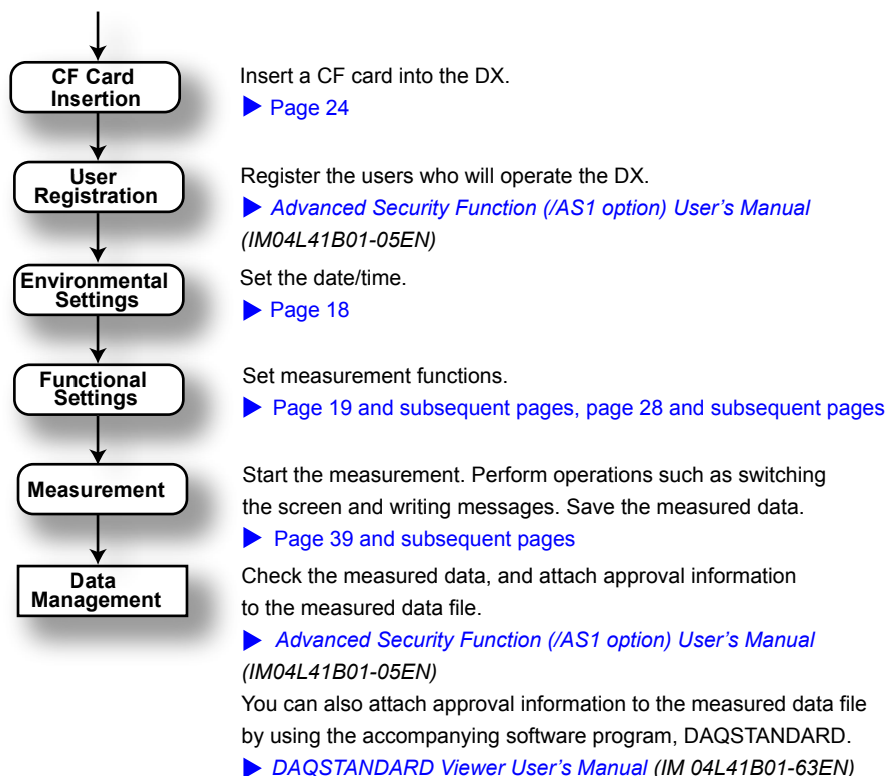 CF Card
Insertion
Insert a CF card into the DX.
▶ Page 24
User
Registration
Register the users who will operate the DX.
▶ Advanced Security Function (/AS1 option) User's Manual
(IM04L41B01-05EN)
Environmental
Settings
Set the date/time.
▶ Page 18
Functional
Settings
Set measurement functions.
▶ Page 19 and subsequent pages, page 28 and subsequent pages
Measurement
Start the measurement. Perform operations such as switching
the screen and writing messages. Save the measured data.
▶ Page 39 and subsequent pages
Data
Management
Check the measured data, and attach approval information
to the measured data file.
▶ Advanced Security Function (/AS1 option) User's Manual
(IM04L41B01-05EN)
You can also attach approval information to the measured data file
by using the accompanying software program, DAQSTANDARD.
▶ DAQSTANDARD Viewer User's Manual (IM 04L41B01-63EN)